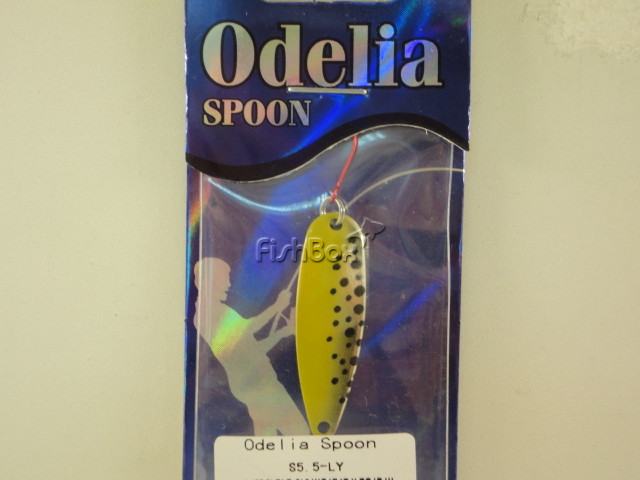 Odelia
SPOON
FishBox
Odelia Spoon
S5.5-LY